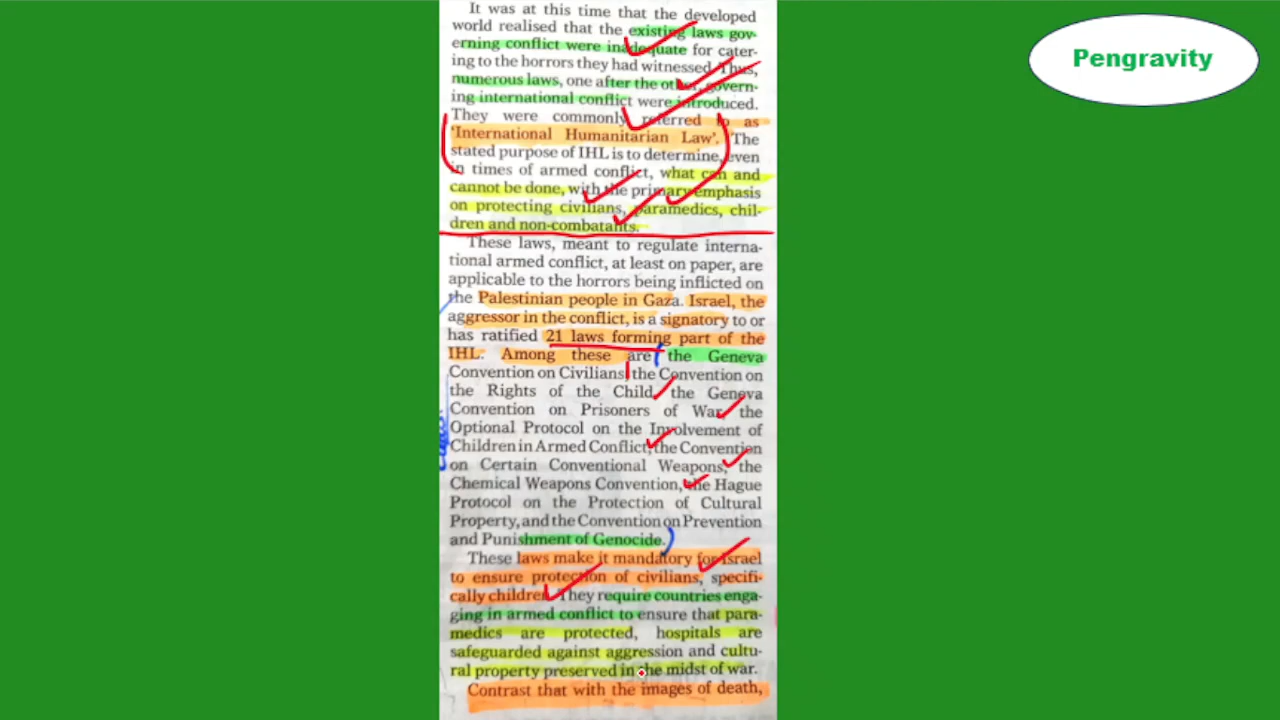 It was at this time that the developed
world realised that the existing laws gov-
erning conflict were inadequate for cater-
ing to the horrors they had witnessed. Thus,
numerous laws, one after the other, govern-
ing international conflict were introduced.
They were commonly referred to as
‘International Humanitarian Law’. The
stated purpose of IHL is to determine, even
in times of armed conflict, what can and
cannot be done, with the primary emphasis
on protecting civilians, paramedics, chil-
dren and non-combatants.
These laws, meant to regulate interna-
tional armed conflict, at least on paper, are
applicable to the horrors being inflicted on
the Palestinian people in Gaza. Israel, the
aggressor in the conflict, is a signatory to or
has ratified 21 laws forming part of the
IHL. Among these are the Geneva
Convention on Civilians, the Convention on
the Rights of the Child, the Geneva
Convention on Prisoners of War, the
Optional Protocol on the Involvement of
Children in Armed Conflict, the Convention
on Certain Conventional Weapons, the
Chemical Weapons Convention, the Hague
Protocol on the Protection of Cultural
Property, and the Convention on Prevention
and Punishment of Genocide.
These laws make it mandatory for Israel
to ensure protection of civilians, specifi-
cally children. They require countries enga-
ging in armed conflict to ensure that para-
medics are protected, hospitals are
safeguarded against aggression and cultu-
ral property preserved in the midst of war.
Contrast that with the images of death,
Pengravity